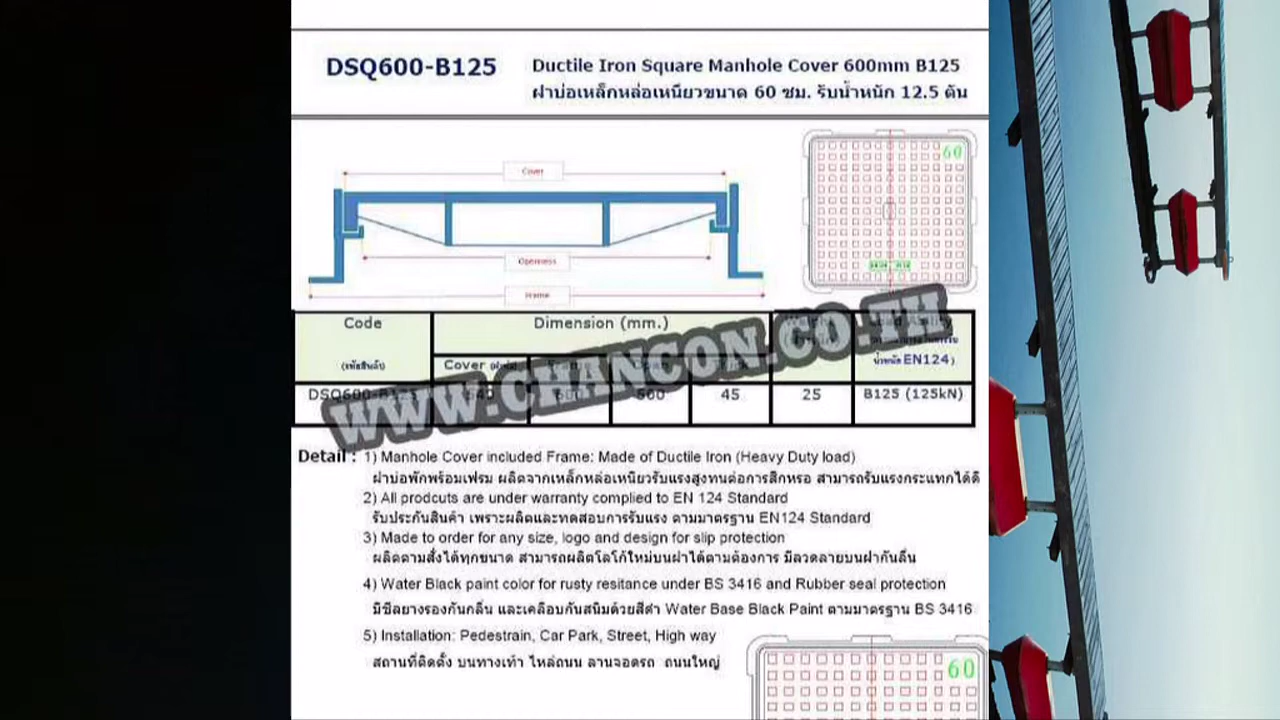 DSQ600-B125
Ductile Iron Square Manhole Cover 600mm B125
ฝาบ่อเหล็กหล่อเหนียวขนาด 60 ซม. รับน้ำหนัก 12.5 ตัน
60
Cover
Openness
Frame
Code
Dimension (mm.)
(รหัสสินค้า)
Cover
น้ำหนัก EN124)
DSQ600-B125
540
500
45
25
B125 (125kN)
WWW.CHANCON.CO.TH
Detail : 1) Manhole Cover included Frame: Made of Ductile Iron (Heavy Duty load)
ฝาบ่อพักพร้อมเฟรม ผลิตจากเหล็กหล่อเหนียวรับแรงสูงทนต่อการสึกหรอ สามารถรับแรงกระแทกได้ดี
2) All prodcuts are under warranty complied to EN 124 Standard
รับประกันสินค้า เพราะผลิตและทดสอบการรับแรง ตามมาตรฐาน EN124 Standard
3) Made to order for any size, logo and design for slip protection
ผลิตตามสั่งได้ทุกขนาด สามารถผลิตโลโก้ใหม่บนฝาได้ตามต้องการ มีลวดลายบนฝากันลื่น
4) Water Black paint color for rusty resitance under BS 3416 and Rubber seal protection
มีซีลยางรองกันกลิ่น และเคลือบกันสนิมด้วยสีดำ Water Base Black Paint ตามมาตรฐาน BS 3416
5) Installation: Pedestrain, Car Park, Street, High way
สถานที่ติดตั้ง บนทางเท้า ไหล่ถนน ลานจอดรถ ถนนใหญ่
60